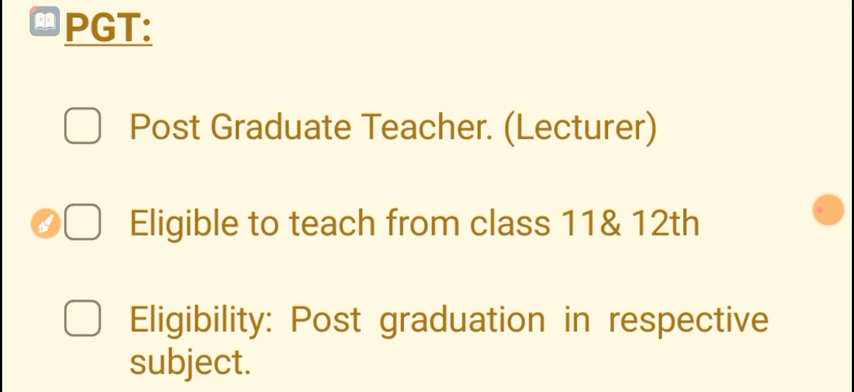 PGT:
Post Graduate Teacher. (Lecturer)
Eligible to teach from class 11& 12th
Eligibility: Post graduation in respective
subject.